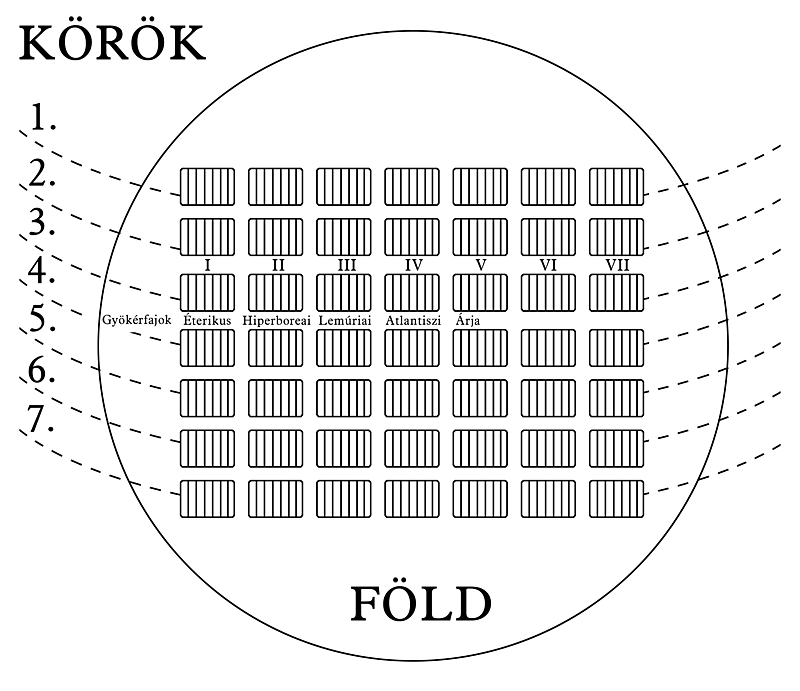 KÖRÖK
1.
2.
3.
I II III IV V VI VII
4.
Gyökérfajok Éterikus Hiperboreai Lemúriai Atlantiszi Árja
5.
6.
7.
FÖLD